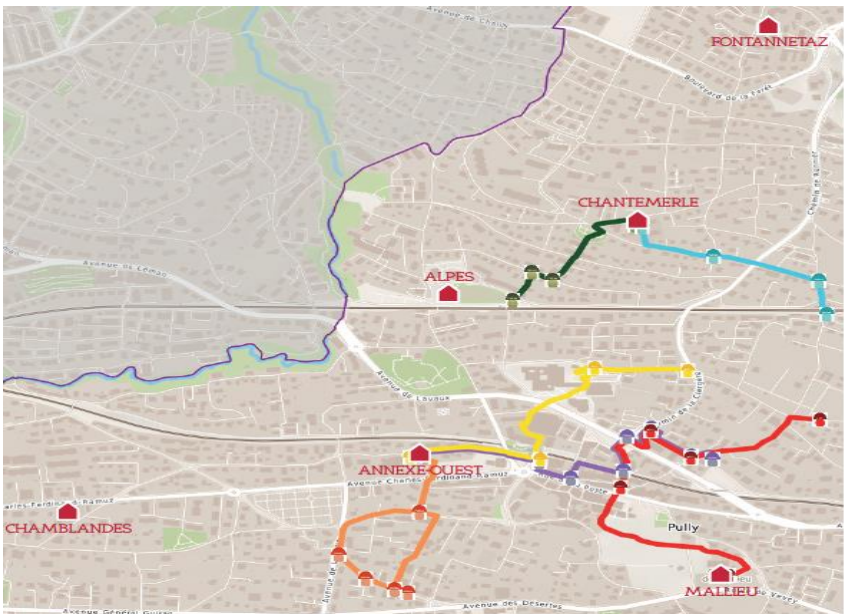 Avenue de Chailly
FONTANNETAZ
Boulevard de la Forêt
CHANTEMERLE
Avenue du Léman
ALPES
Avenue de Lavaux
ANNEXE-OUEST
Avenue Charles Ferdinand Ramuz
CHAMBLANDES
Pully
MALLIEU
Avenue des Désertes
Avenue Général Guisan